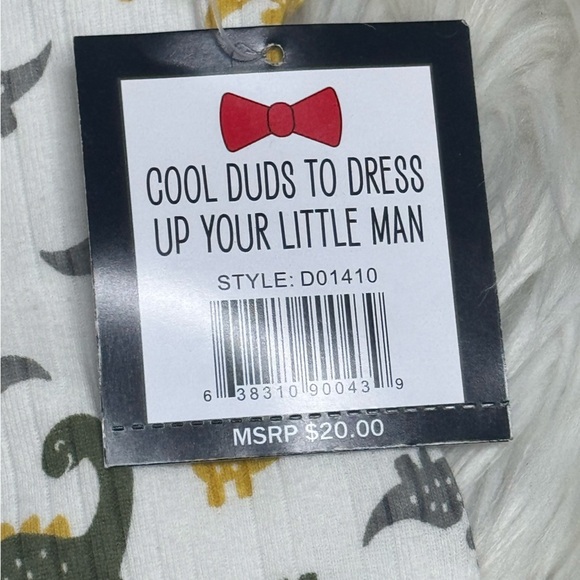 COOL DUDS TO DRESS
UP YOUR LITTLE MAN
STYLE: D01410
6 38310 90043 9
MSRP $20.00